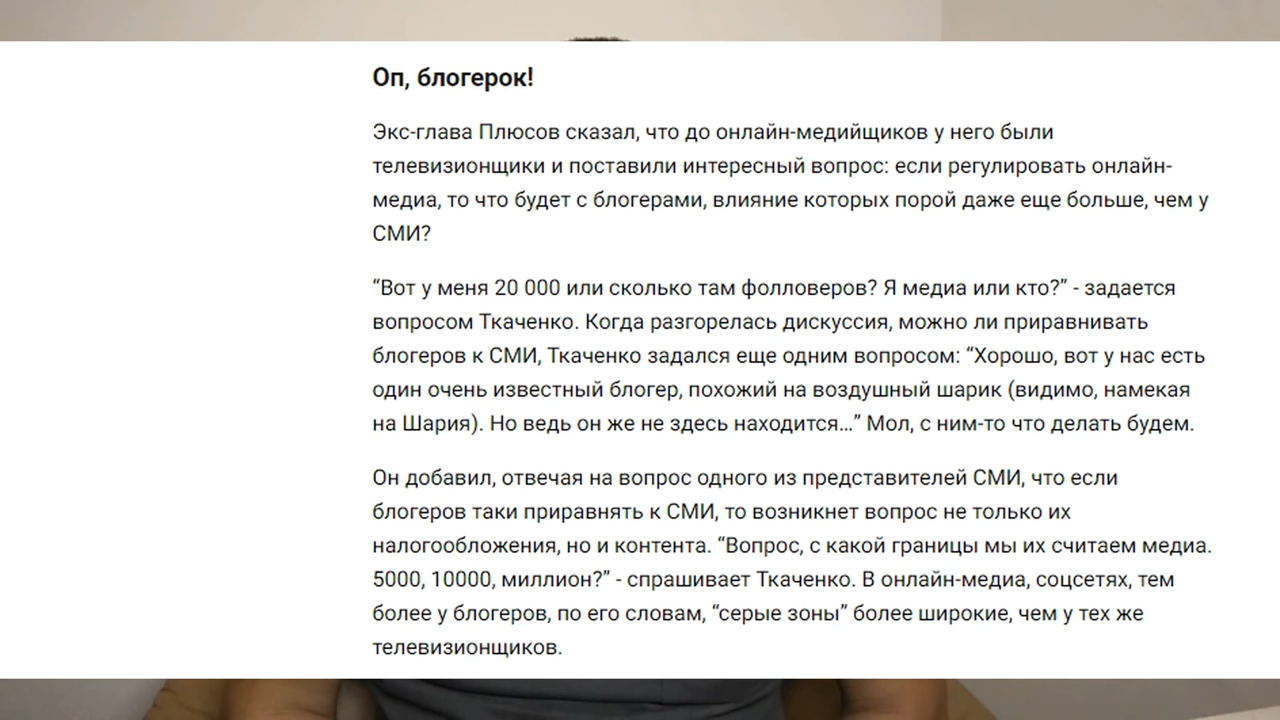 Оп, блогерок!
Экс-глава Плюсов сказал, что до онлайн-медийщиков у него были
телевизионщики и поставили интересный вопрос: если регулировать онлайн-
медиа, то что будет с блогерами, влияние которых порой даже еще больше, чем у
СМИ?
“Вот у меня 20 000 или сколько там фолловеров? Я медиа или кто?” - задается
вопросом Ткаченко. Когда разгорелась дискуссия, можно ли приравнивать
блогеров к СМИ, Ткаченко задался еще одним вопросом: “Хорошо, вот у нас есть
один очень известный блогер, похожий на воздушный шарик (видимо, намекая
на Шария). Но ведь он же не здесь находится…” Мол, с ним-то что делать будем.
Он добавил, отвечая на вопрос одного из представителей СМИ, что если
блогеров таки приравнять к СМИ, то возникнет вопрос не только их
налогообложения, но и контента. “Вопрос, с какой границы мы их считаем медиа.
5000, 10000, миллион?” - спрашивает Ткаченко. В онлайн-медиа, соцсетях, тем
более у блогеров, по его словам, “серые зоны” более широкие, чем у тех же
телевизионщиков.